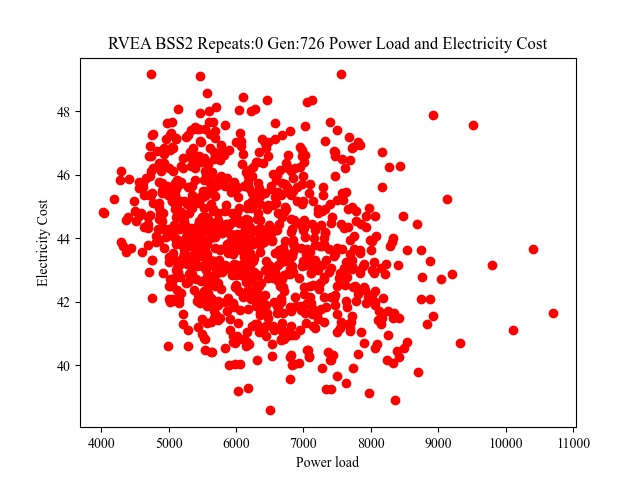 RVEA BSS2 Repeats:0 Gen:726 Power Load and Electricity Cost
48
46
44
42
40
Electricity Cost
4000 5000 6000 7000 8000 9000 10000 11000
Power load